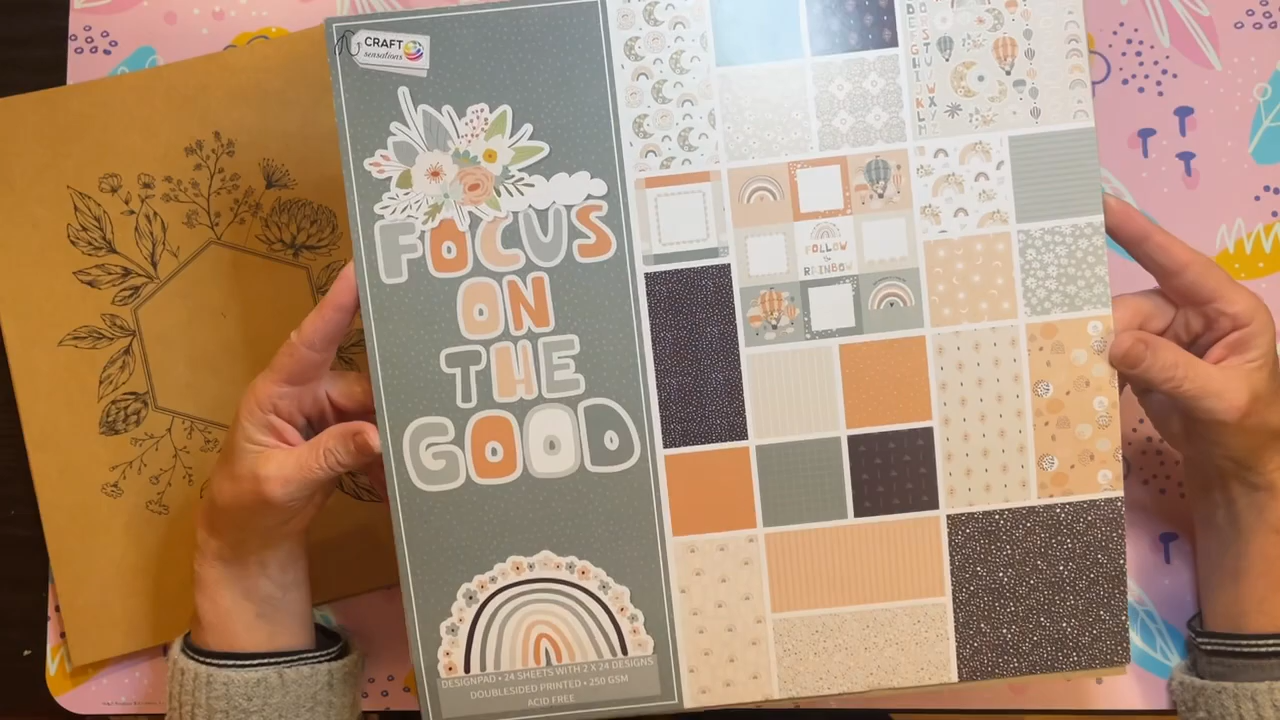 CRAFT
sensations
FOCUS
ON
THE
GOOD
DESIGNPAD • 24 SHEETS WITH 2 X 24 DESIGNS
DOUBLESIDED PRINTED • 250 GSM
ACID FREE
FOLLOW
the
RAINBOW